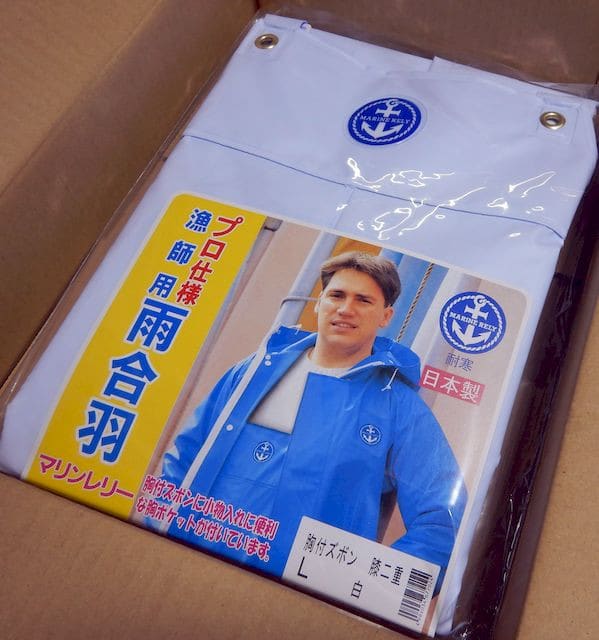 MARINE RELY
プロ仕様
漁師用
雨合羽
マリンレリー
MARINE RELY
耐寒
日本製
胸付ズボンに小物入れに便利
な胸ポケットが付いています。
胸付ズボン 膝二重
L 白